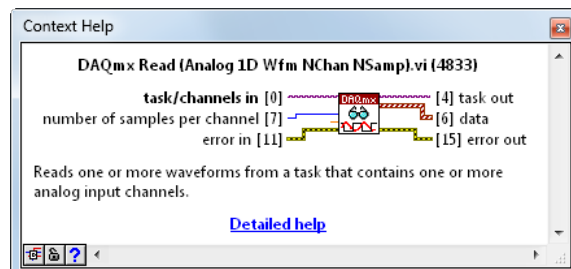 Context Help
DAQmx Read (Analog 1D Wfm NChan NSamp).vi (4833)
task/channels in [0] DAQmx [4] task out
number of samples per channel [7] [6] data
error in [11] [15] error out
Reads one or more waveforms from a task that contains one or more
analog input channels.
Detailed help
?